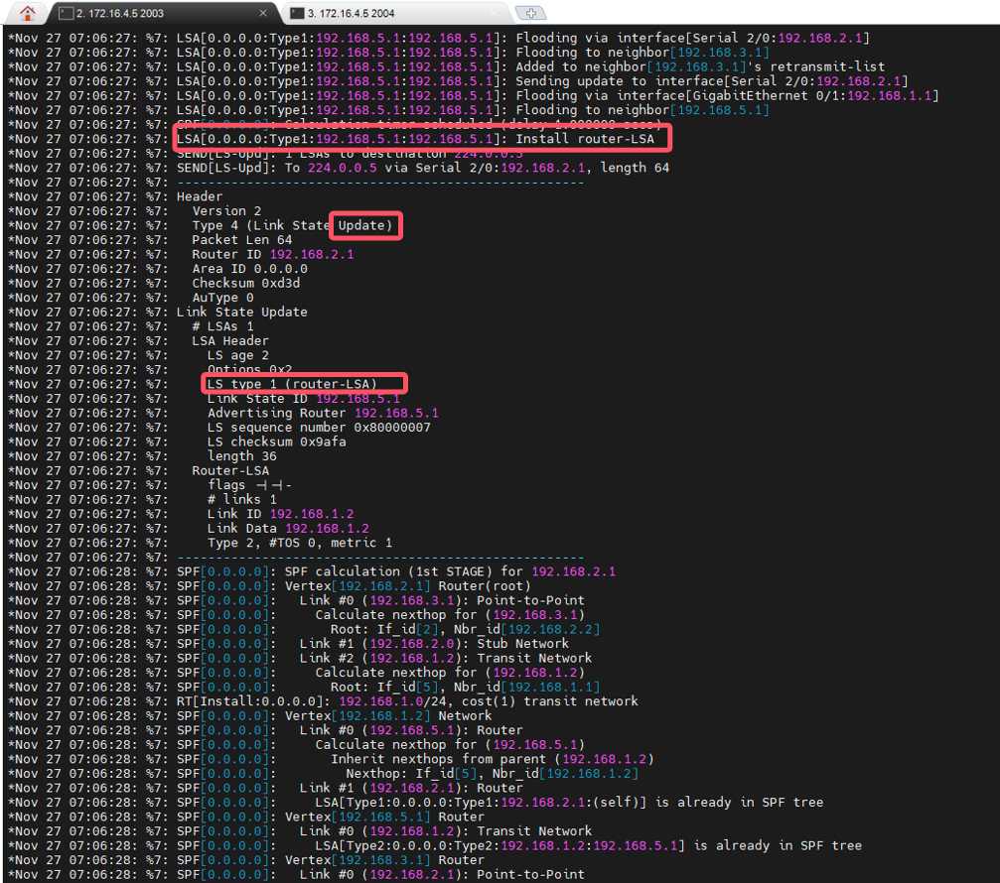 2. 172.16.4.5 2003
3. 172.16.4.5 2004
*Nov 27 07:06:27: %7: LSA[0.0.0.0:Type1:192.168.5.1:192.168.5.1]: Flooding via interface[Serial 2/0:192.168.2.1]
*Nov 27 07:06:27: %7: LSA[0.0.0.0:Type1:192.168.5.1:192.168.5.1]: Flooding to neighbor[192.168.3.1]
*Nov 27 07:06:27: %7: LSA[0.0.0.0:Type1:192.168.5.1:192.168.5.1]: Added to neighbor[192.168.3.1]'s retransmit-list
*Nov 27 07:06:27: %7: LSA[0.0.0.0:Type1:192.168.5.1:192.168.5.1]: Sending update to interface[Serial 2/0:192.168.2.1]
*Nov 27 07:06:27: %7: LSA[0.0.0.0:Type1:192.168.5.1:192.168.5.1]: Flooding via interface[GigabitEthernet 0/1:192.168.1.1]
*Nov 27 07:06:27: %7: LSA[0.0.0.0:Type1:192.168.5.1:192.168.5.1]: Flooding to neighbor[192.168.5.1]
*Nov 27 07:06:27: %7: SPF[0.0.0.0]: Calculation timer scheduled (delay 1.000000 secs)
*Nov 27 07:06:27: %7: LSA[0.0.0.0:Type1:192.168.5.1:192.168.5.1]: Install router-LSA
*Nov 27 07:06:27: %7: SEND[LS-Upd]: 1 LSAs to destination 224.0.0.5
*Nov 27 07:06:27: %7: SEND[LS-Upd]: To 224.0.0.5 via Serial 2/0:192.168.2.1, length 64
*Nov 27 07:06:27: %7: -----------------------------------------------------
*Nov 27 07:06:27: %7: Header
*Nov 27 07:06:27: %7:   Version 2
*Nov 27 07:06:27: %7:   Type 4 (Link State Update)
*Nov 27 07:06:27: %7:   Packet Len 64
*Nov 27 07:06:27: %7:   Router ID 192.168.2.1
*Nov 27 07:06:27: %7:   Area ID 0.0.0.0
*Nov 27 07:06:27: %7:   Checksum 0xd3d
*Nov 27 07:06:27: %7:   AuType 0
*Nov 27 07:06:27: %7: Link State Update
*Nov 27 07:06:27: %7:   # LSAs 1
*Nov 27 07:06:27: %7:   LSA Header
*Nov 27 07:06:27: %7:     LS age 2
*Nov 27 07:06:27: %7:     Options 0x2
*Nov 27 07:06:27: %7:     LS type 1 (router-LSA)
*Nov 27 07:06:27: %7:     Link State ID 192.168.5.1
*Nov 27 07:06:27: %7:     Advertising Router 192.168.5.1
*Nov 27 07:06:27: %7:     LS sequence number 0x80000007
*Nov 27 07:06:27: %7:     LS checksum 0x9afa
*Nov 27 07:06:27: %7:     length 36
*Nov 27 07:06:27: %7:   Router-LSA
*Nov 27 07:06:27: %7:     flags ⊣⊣-
*Nov 27 07:06:27: %7:     # links 1
*Nov 27 07:06:27: %7:     Link ID 192.168.1.2
*Nov 27 07:06:27: %7:     Link Data 192.168.1.2
*Nov 27 07:06:27: %7:     Type 2, #TOS 0, metric 1
*Nov 27 07:06:27: %7: -----------------------------------------------------
*Nov 27 07:06:28: %7: SPF[0.0.0.0]: SPF calculation (1st STAGE) for 192.168.2.1
*Nov 27 07:06:28: %7: SPF[0.0.0.0]: Vertex[192.168.2.1] Router(root)
*Nov 27 07:06:28: %7: SPF[0.0.0.0]:   Link #0 (192.168.3.1): Point-to-Point
*Nov 27 07:06:28: %7: SPF[0.0.0.0]:     Calculate nexthop for (192.168.3.1)
*Nov 27 07:06:28: %7: SPF[0.0.0.0]:       Root: If_id[2], Nbr_id[192.168.2.2]
*Nov 27 07:06:28: %7: SPF[0.0.0.0]:   Link #1 (192.168.2.0): Stub Network
*Nov 27 07:06:28: %7: SPF[0.0.0.0]:   Link #2 (192.168.1.2): Transit Network
*Nov 27 07:06:28: %7: SPF[0.0.0.0]:     Calculate nexthop for (192.168.1.2)
*Nov 27 07:06:28: %7: SPF[0.0.0.0]:       Root: If_id[5], Nbr_id[192.168.1.1]
*Nov 27 07:06:28: %7: RT[Install:0.0.0.0]: 192.168.1.0/24, cost(1) transit network
*Nov 27 07:06:28: %7: SPF[0.0.0.0]: Vertex[192.168.1.2] Network
*Nov 27 07:06:28: %7: SPF[0.0.0.0]:   Link #0 (192.168.5.1): Router
*Nov 27 07:06:28: %7: SPF[0.0.0.0]:     Calculate nexthop for (192.168.5.1)
*Nov 27 07:06:28: %7: SPF[0.0.0.0]:       Inherit nexthops from parent (192.168.1.2)
*Nov 27 07:06:28: %7: SPF[0.0.0.0]:         Nexthop: If_id[5], Nbr_id[192.168.1.2]
*Nov 27 07:06:28: %7: SPF[0.0.0.0]:   Link #1 (192.168.2.1): Router
*Nov 27 07:06:28: %7: SPF[0.0.0.0]:     LSA[Type1:0.0.0.0:Type1:192.168.2.1:(self)] is already in SPF tree
*Nov 27 07:06:28: %7: SPF[0.0.0.0]: Vertex[192.168.5.1] Router
*Nov 27 07:06:28: %7: SPF[0.0.0.0]:   Link #0 (192.168.1.2): Transit Network
*Nov 27 07:06:28: %7: SPF[0.0.0.0]:     LSA[Type2:0.0.0.0:Type2:192.168.1.2:192.168.5.1] is already in SPF tree
*Nov 27 07:06:28: %7: SPF[0.0.0.0]: Vertex[192.168.3.1] Router
*Nov 27 07:06:28: %7: SPF[0.0.0.0]:   Link #0 (192.168.2.1): Point-to-Point